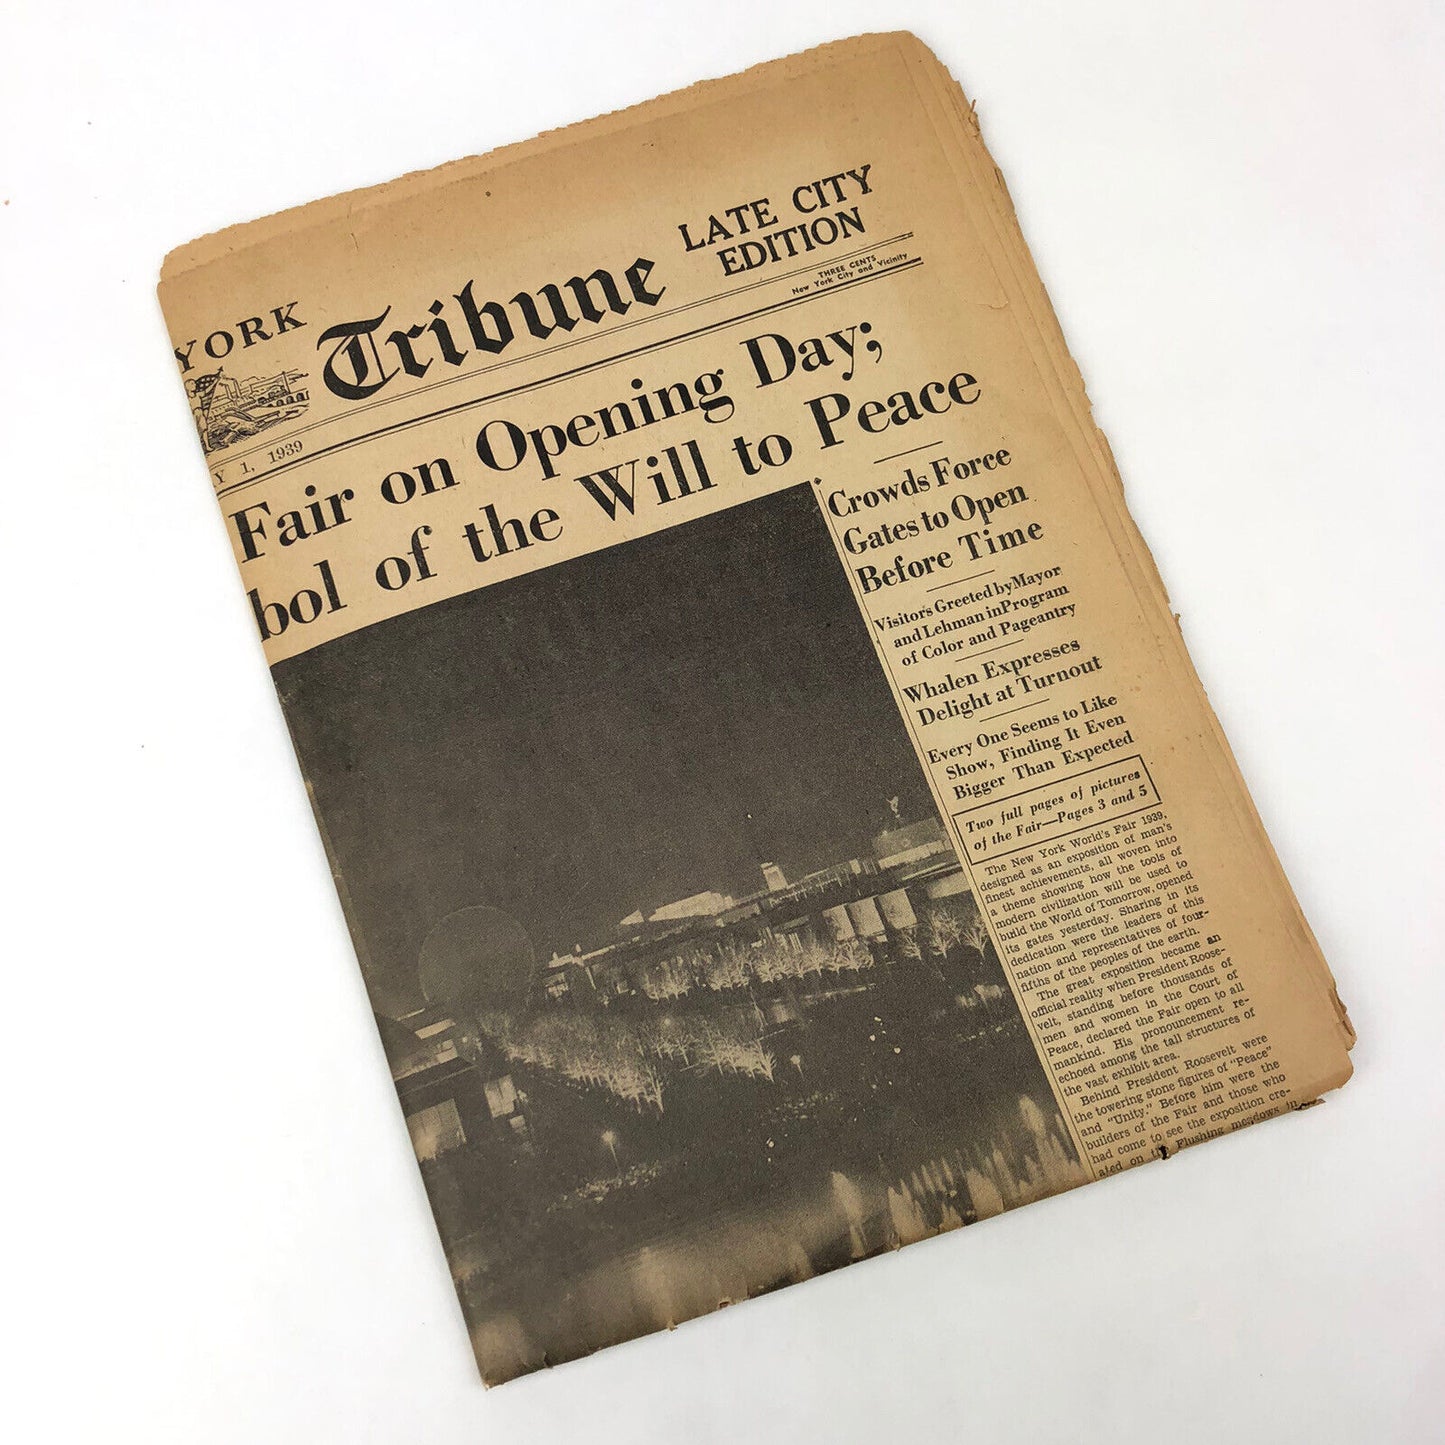 YORK
Tribune
LATE CITY
EDITION
Y 1, 1939
THREE CENTS
New York City and Vicinity
Fair on Opening Day;
bol of the Will to Peace
Crowds Force
Gates to Open
Before Time
Visitors Greeted by Mayor
and Lehman in Program
of Color and Pageantry
Whalen Expresses
Delight at Turnout
Every One Seems to Like
Show, Finding It Even
Bigger Than Expected
Two full pages of pictures
of the Fair—Pages 3 and 5
The New York World's Fair 1939,
designed as an exposition of man's
finest achievements, all woven into
a theme showing how the tools of
modern civilization will be used to
build the World of Tomorrow, opened
its gates yesterday. Sharing in its
dedication were the leaders of this
nation and representatives of four-
fifths of the peoples of the earth.
The great exposition became an
official reality when President Roose-
velt, standing before thousands of
men and women in the Court of
Peace, declared the Fair open to all
mankind. His pronouncement re-
echoed among the tall structures of
the vast exhibit area.
Behind President Roosevelt were
the towering stone figures of "Peace"
and "Unity." Before him were the
builders of the Fair and those who
had come to see the exposition cre-
ated on the Flushing meadows in